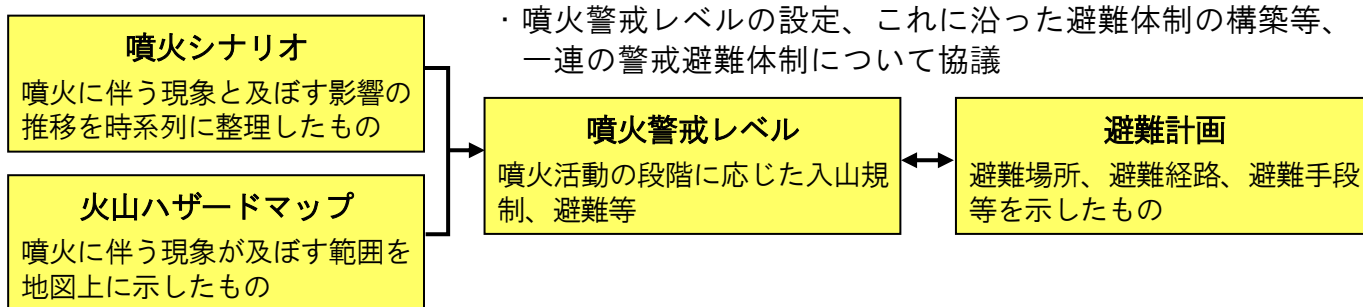 ・噴火警戒レベルの設定、これに沿った避難体制の構築等、
一連の警戒避難体制について協議
噴火シナリオ
噴火に伴う現象と及ぼす影響の
推移を時系列に整理したもの
火山ハザードマップ
噴火に伴う現象が及ぼす範囲を
地図上に示したもの
噴火警戒レベル
噴火活動の段階に応じた入山規
制、避難等
避難計画
避難場所、避難経路、避難手段
等を示したもの